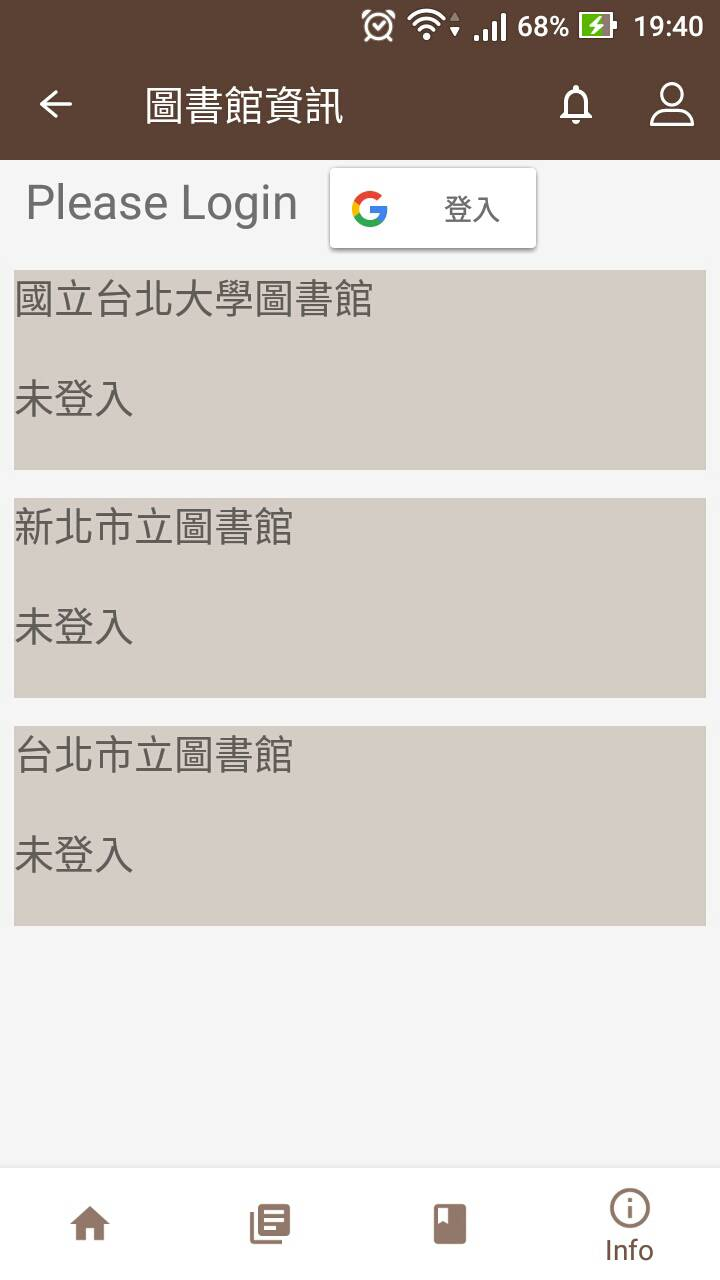 68% 19:40
圖書館資訊
Please Login 登入
國立台北大學圖書館
未登入
新北市立圖書館
未登入
台北市立圖書館
未登入
Info